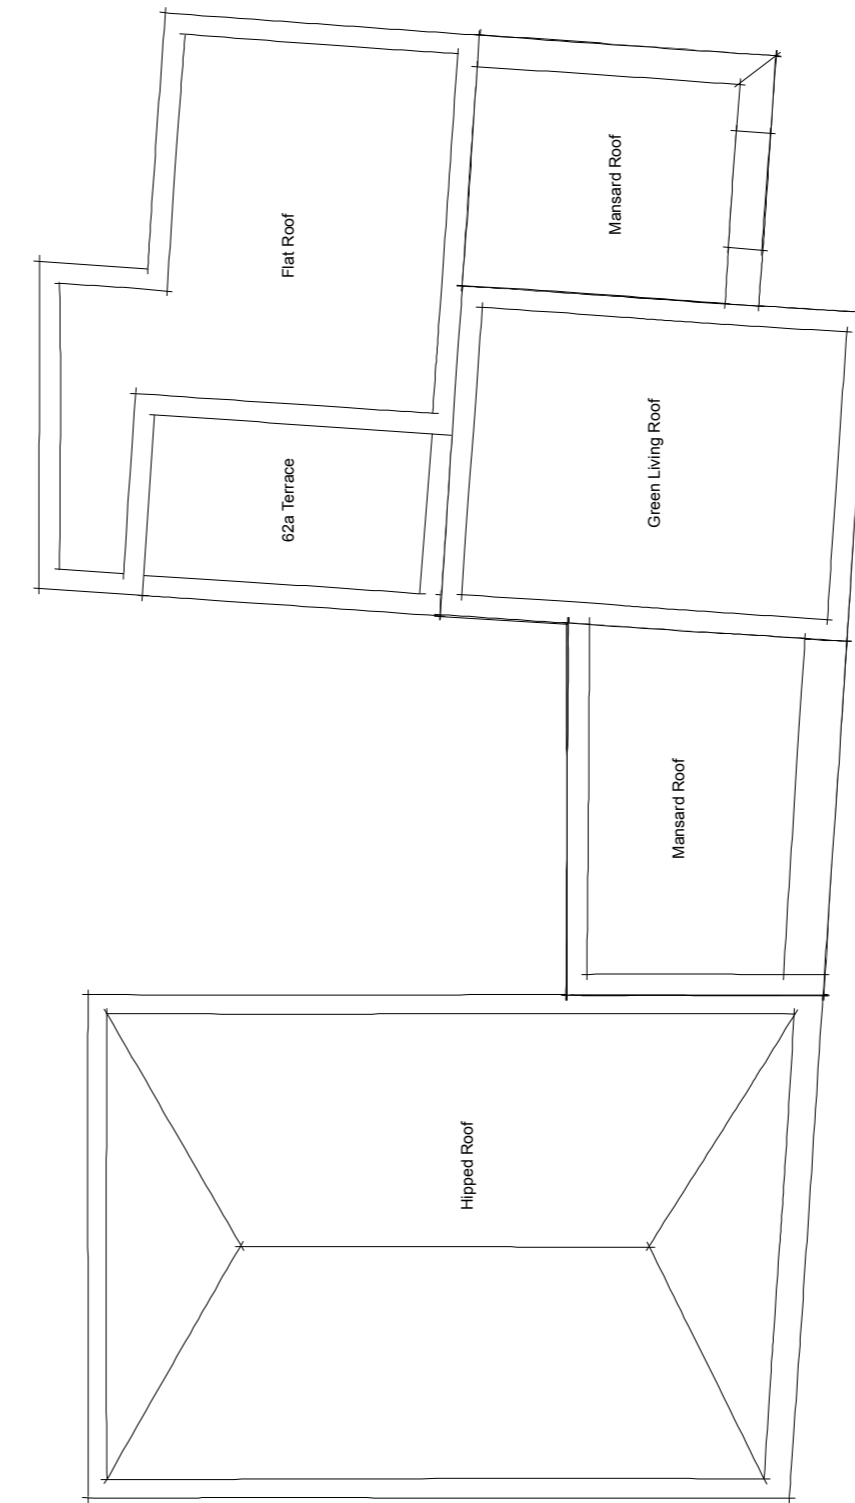 Flat Roof
Mansard Roof
62a Terrace
Green Living Roof
Mansard Roof
Hipped Roof